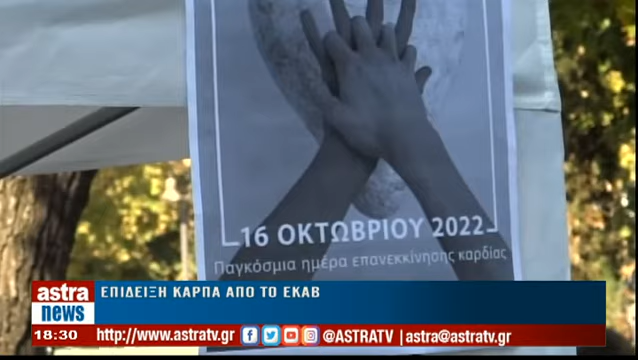 16 ΟΚΤΩΒΡΙΟΥ 2022
Παγκόσμια ημέρα επανεκκίνησης καρδίας
astra
news
ΕΠΙΔΕΙΞΗ ΚΑΡΠΑ ΑΠΟ ΤΟ ΕΚΑΒ
18:30 http://www.astratv.gr @ASTRATV | astra@astratv.gr